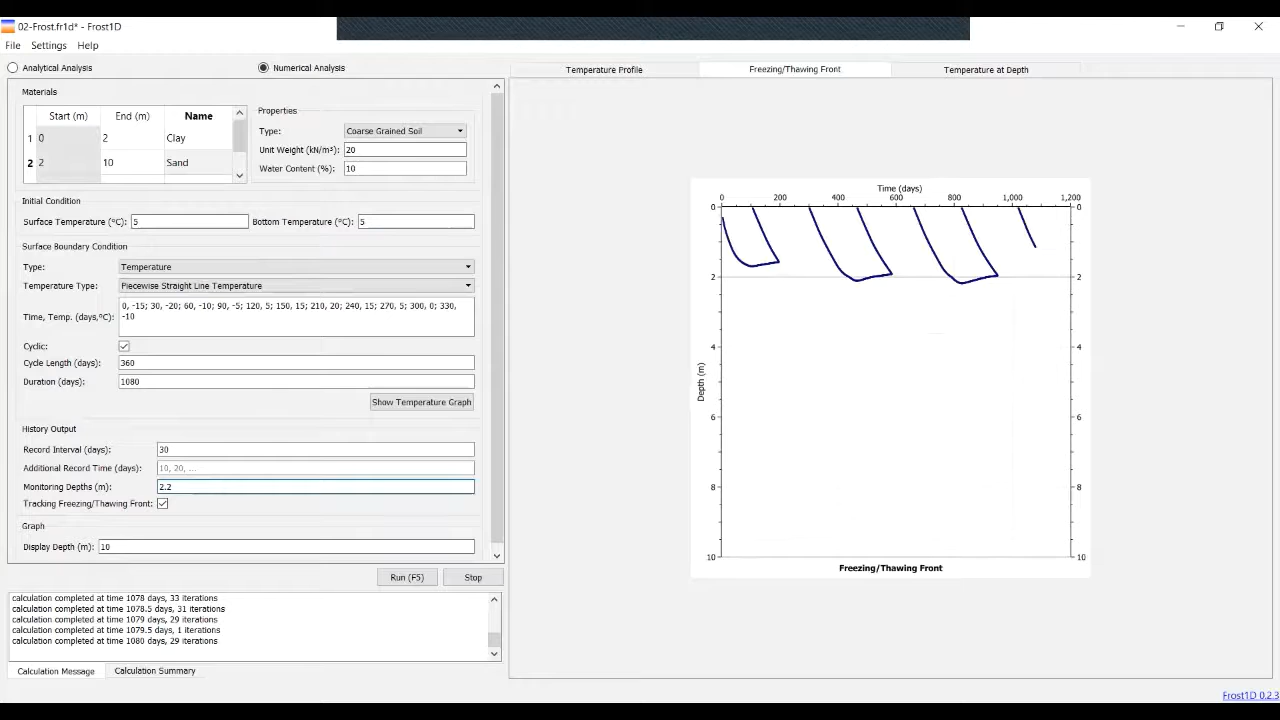 02-Frost.fr1d* - Frost1D
File Settings Help
Analytical Analysis Numerical Analysis
Materials
Start (m) End (m) Name
1 0 2 Clay
2 2 10 Sand
Properties
Type: Coarse Grained Soil
Unit Weight (kN/m³): 20
Water Content (%): 10
Initial Condition
Surface Temperature (°C): 5 Bottom Temperature (°C): 5
Surface Boundary Condition
Type: Temperature
Temperature Type: Piecewise Straight Line Temperature
Time, Temp. (days,°C): 0, -15; 30, -20; 60, -10; 90, -5; 120, 5; 150, 15; 210, 20; 240, 15; 270, 5; 300, 0; 330,
-10
Cyclic:
Cycle Length (days): 360
Duration (days): 1080
Show Temperature Graph
History Output
Record Interval (days): 30
Additional Record Time (days): 10, 20, ...
Monitoring Depths (m): 2.2
Tracking Freezing/Thawing Front:
Graph
Display Depth (m): 10
Run (F5) Stop
calculation completed at time 1078 days, 33 iterations
calculation completed at time 1078.5 days, 31 iterations
calculation completed at time 1079 days, 29 iterations
calculation completed at time 1079.5 days, 1 iterations
calculation completed at time 1080 days, 29 iterations
Calculation Message Calculation Summary
Temperature Profile Freezing/Thawing Front Temperature at Depth
Time (days)
0 200 400 600 800 1,000 1,200
0 0
2 2
4 4
Depth (m)
6 6
8 8
10 10
Freezing/Thawing Front
Frost1D 0.2.3